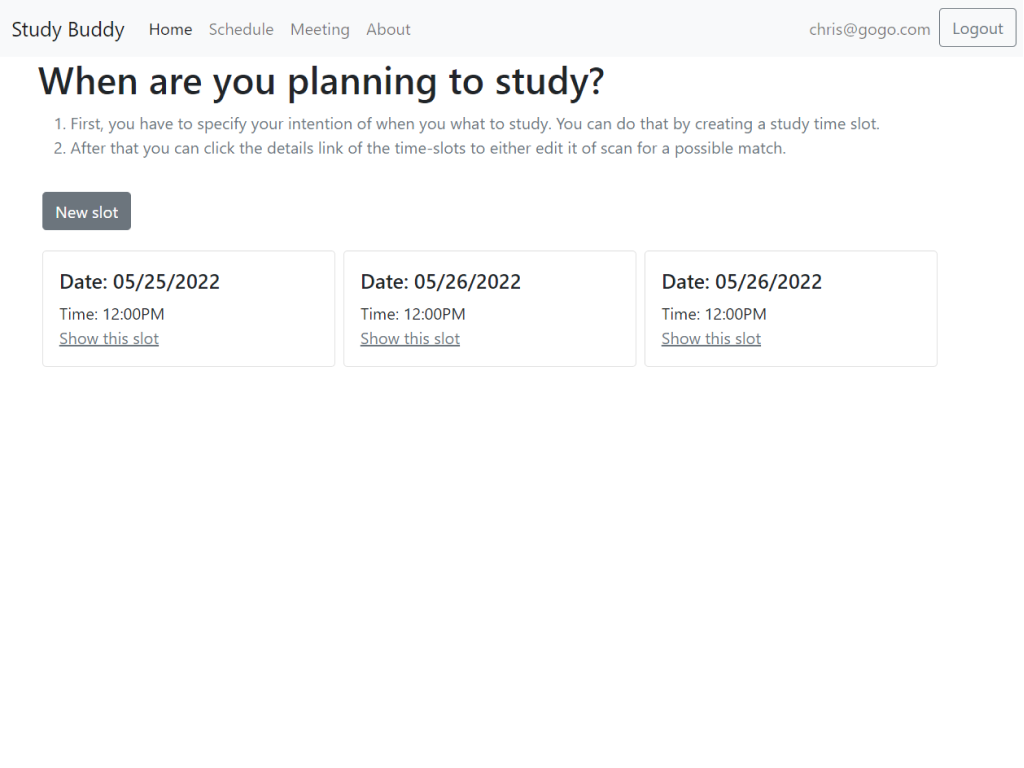 Study Buddy Home Schedule Meeting About chris@gogo.com Logout
When are you planning to study?
1. First, you have to specify your intention of when you what to study. You can do that by creating a study time slot.
2. After that you can click the details link of the time-slots to either edit it of scan for a possible match.
New slot
Date: 05/25/2022
Time: 12:00PM
Show this slot
Date: 05/26/2022
Time: 12:00PM
Show this slot
Date: 05/26/2022
Time: 12:00PM
Show this slot